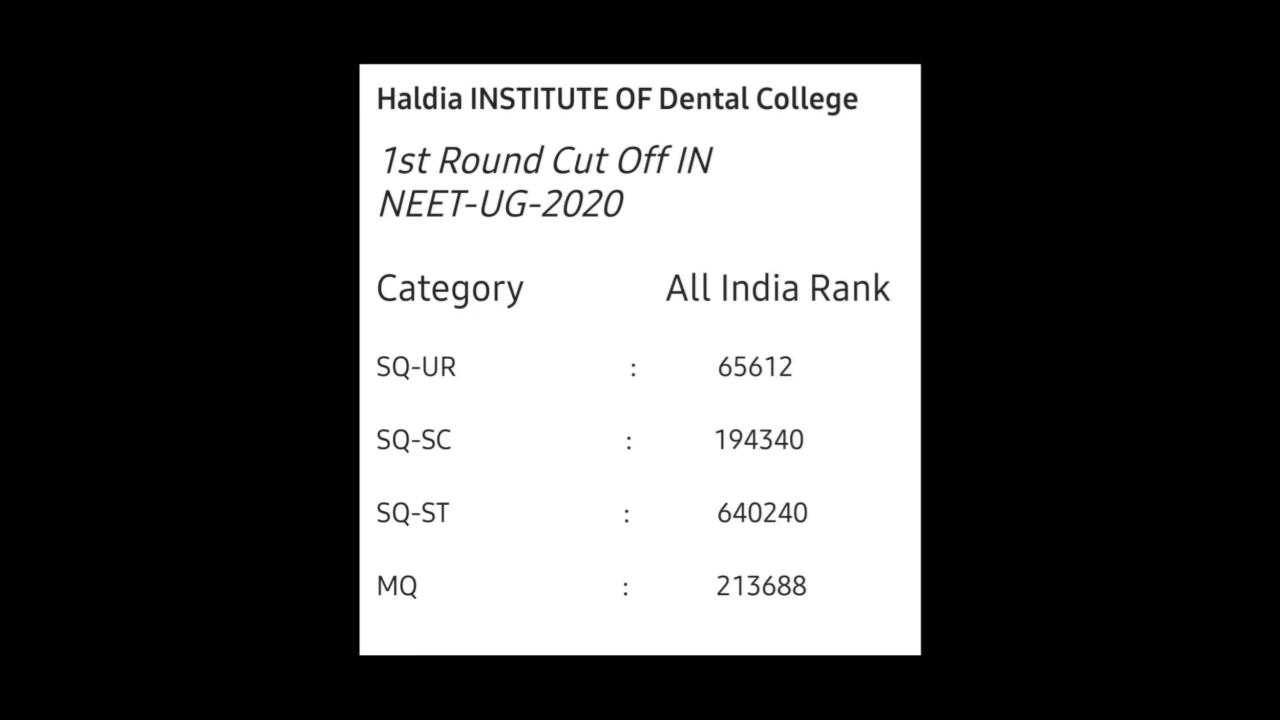 Haldia INSTITUTE OF Dental College
1st Round Cut Off IN
NEET-UG-2020
Category All India Rank
SQ-UR : 65612
SQ-SC : 194340
SQ-ST : 640240
MQ : 213688